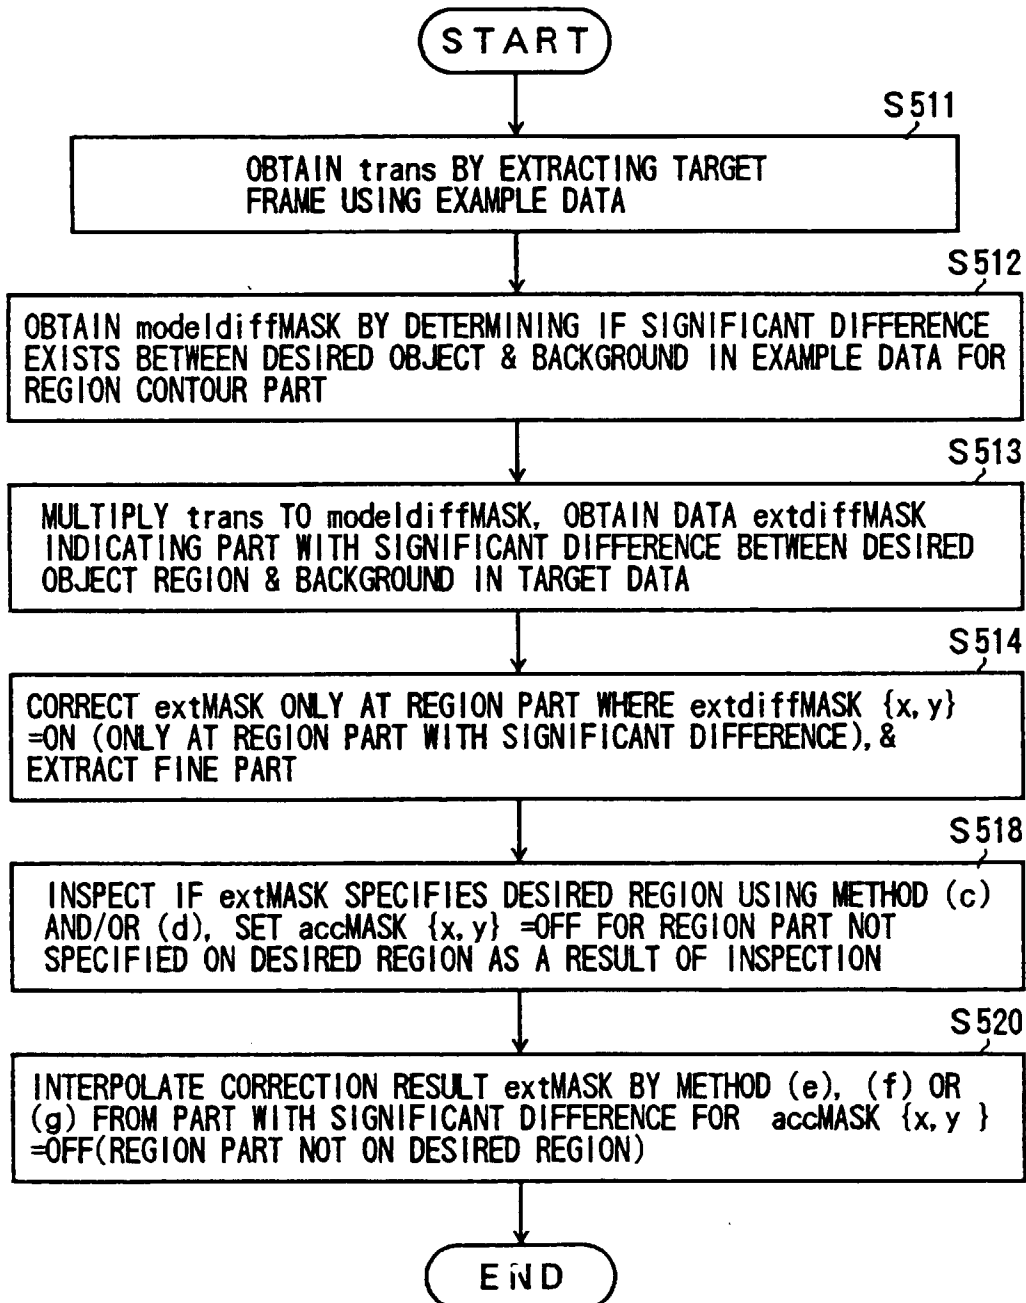 START
S511
OBTAIN trans BY EXTRACTING TARGET
FRAME USING EXAMPLE DATA
S512
OBTAIN modeldiffMASK BY DETERMINING IF SIGNIFICANT DIFFERENCE
EXISTS BETWEEN DESIRED OBJECT & BACKGROUND IN EXAMPLE DATA FOR
REGION CONTOUR PART
S513
MULTIPLY trans TO modeldiffMASK, OBTAIN DATA extdiffMASK
INDICATING PART WITH SIGNIFICANT DIFFERENCE BETWEEN DESIRED
OBJECT REGION & BACKGROUND IN TARGET DATA
S514
CORRECT extMASK ONLY AT REGION PART WHERE extdiffMASK {x, y}
=ON (ONLY AT REGION PART WITH SIGNIFICANT DIFFERENCE), &
EXTRACT FINE PART
S518
INSPECT IF extMASK SPECIFIES DESIRED REGION USING METHOD (c)
AND/OR (d), SET accMASK {x, y} =OFF FOR REGION PART NOT
SPECIFIED ON DESIRED REGION AS A RESULT OF INSPECTION
S520
INTERPOLATE CORRECTION RESULT extMASK BY METHOD (e), (f) OR
(g) FROM PART WITH SIGNIFICANT DIFFERENCE FOR accMASK {x, y }
=OFF(REGION PART NOT ON DESIRED REGION)
END